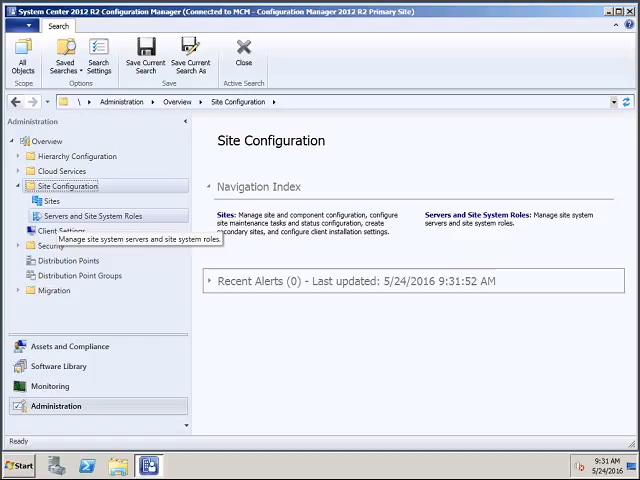 System Center 2012 R2 Configuration Manager (Connected to MCM - Configuration Manager 2012 R2 Primary Site)
Search
All Objects
Saved Searches
Search Settings
Save Current Search
Save Current Search As
Close
Scope
Options
Save
Active Search
\ Administration Overview Site Configuration
Administration
Overview
Hierarchy Configuration
Cloud Services
Site Configuration
Sites
Servers and Site System Roles
Client Settings
Manage site system servers and site system roles.
Security
Distribution Points
Distribution Point Groups
Migration
Assets and Compliance
Software Library
Monitoring
Administration
Site Configuration
Navigation Index
Sites: Manage site and component configuration, configure
site maintenance tasks and status configuration, create
secondary sites, and configure client installation settings.
Servers and Site System Roles: Manage site
system servers and site system roles.
Recent Alerts (0) - Last updated: 5/24/2016 9:31:52 AM
Ready
Start
9:31 AM
5/24/2016